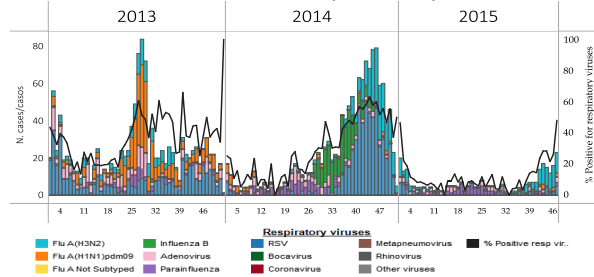 2013 2014 2015
N. cases/casos
80
60
40
20
0
100
80
60
40
20
0
% Positive for respiratory viruses
4 11 18 25 32 39 46 5 12 19 26 33 40 47 4 11 18 25 32 39 46
Respiratory viruses
Flu A(H3N2) Influenza B RSV Metapneumovirus % Positive resp vir..
Flu A(H1N1)pdm09 Adenovirus Bocavirus Rhinovirus
Flu A Not Subtyped Parainfluenza Coronavirus Other viruses